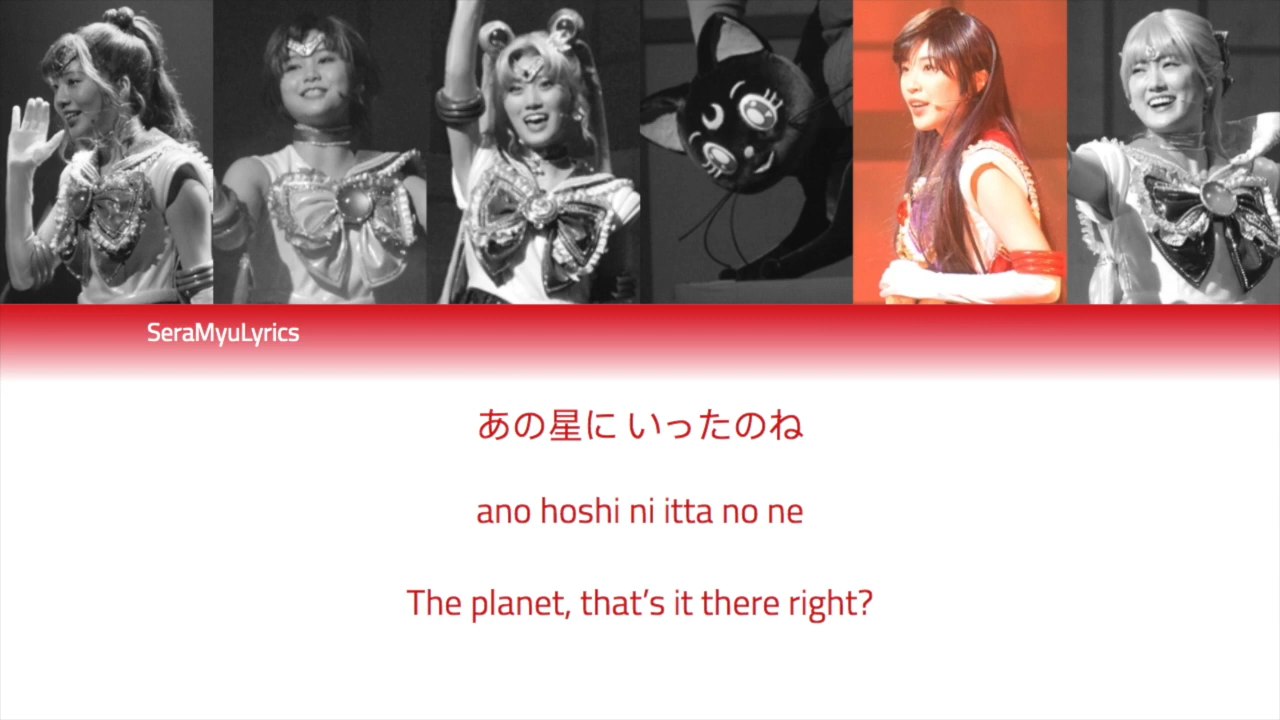 SeraMyuLyrics
あの星に いったのね
ano hoshi ni itta no ne
The planet, that's it there right?